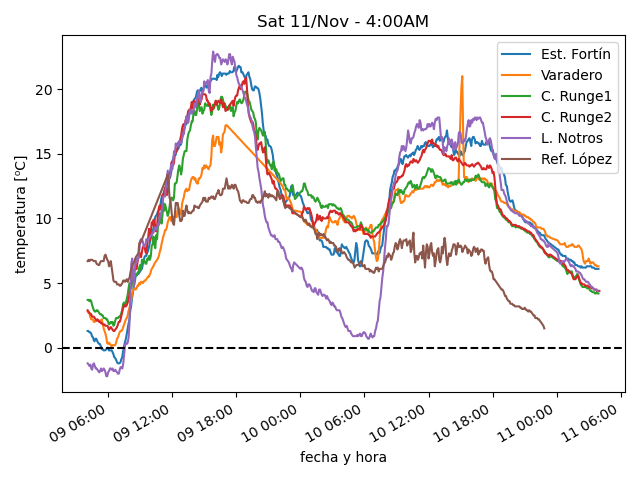 Sat 11/Nov - 4:00AM
temperatura [ºC]
20
15
10
5
0
Est. Fortín
Varadero
C. Runge1
C. Runge2
L. Notros
Ref. López
09 06:00
09 12:00
09 18:00
10 00:00
10 06:00
10 12:00
10 18:00
11 00:00
11 06:00
fecha y hora